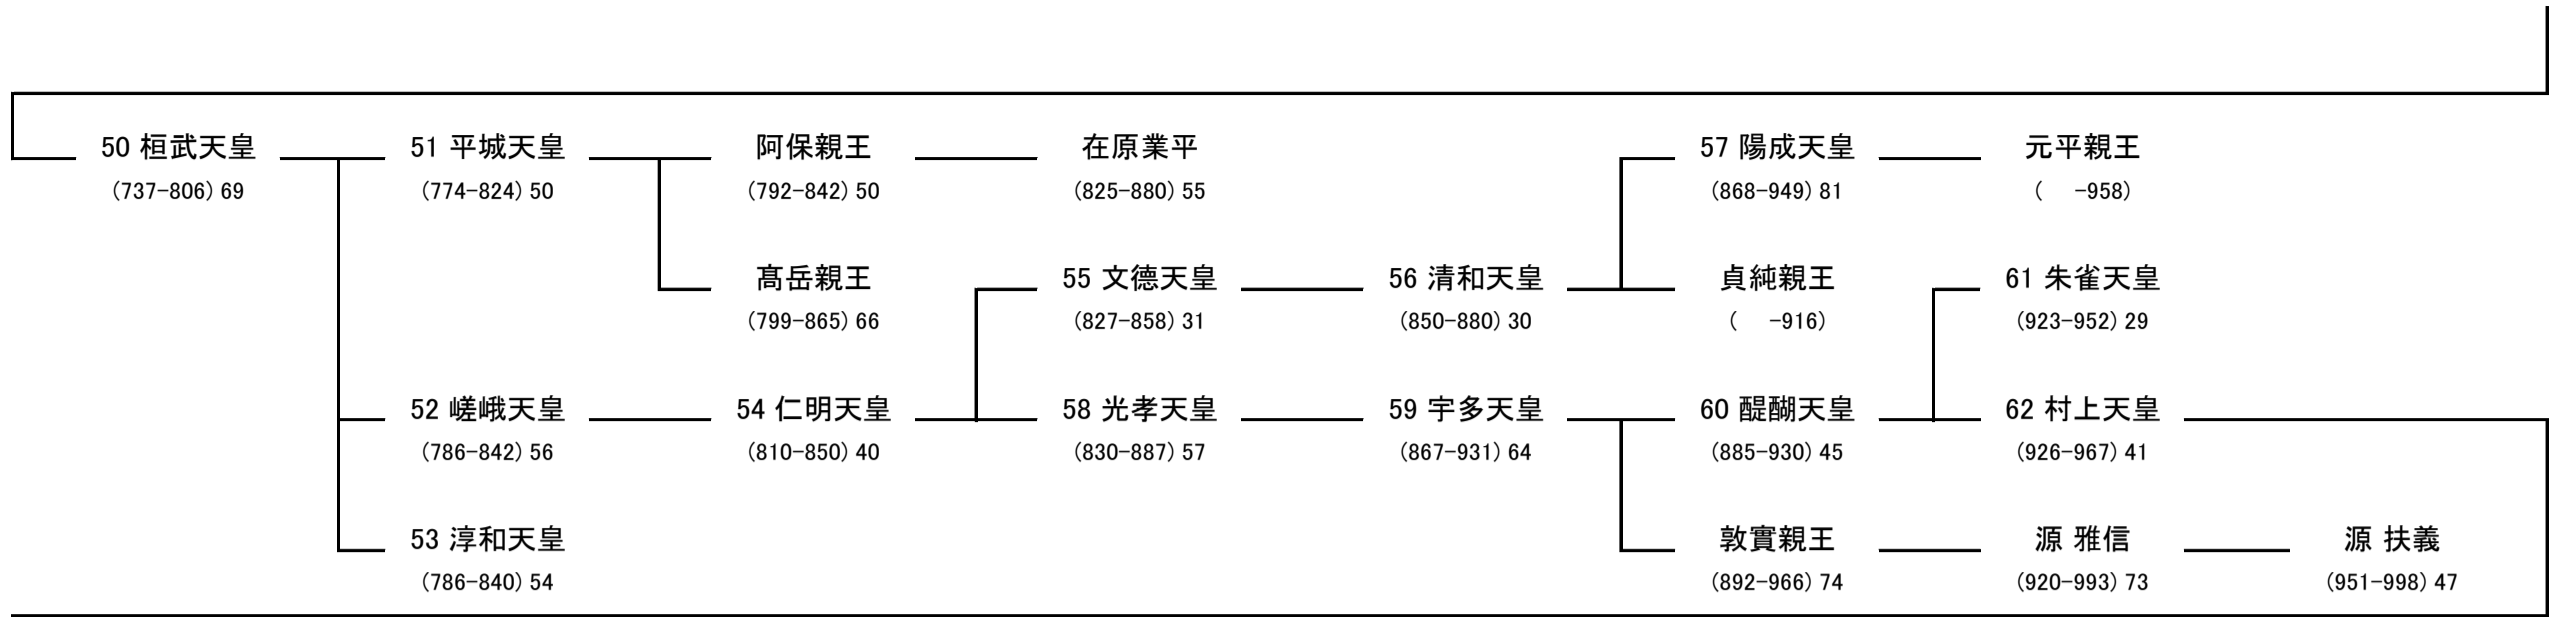 50 桓武天皇
(737-806) 69
51 平城天皇
(774-824) 50
阿保親王
(792-842) 50
在原業平
(825-880) 55
57 陽成天皇
(868-949) 81
元平親王
(    -958)
髙岳親王
(799-865) 66
55 文德天皇
(827-858) 31
56 清和天皇
(850-880) 30
貞純親王
(    -916)
61 朱雀天皇
(923-952) 29
52 嵯峨天皇
(786-842) 56
54 仁明天皇
(810-850) 40
58 光孝天皇
(830-887) 57
59 宇多天皇
(867-931) 64
60 醍醐天皇
(885-930) 45
62 村上天皇
(926-967) 41
53 淳和天皇
(786-840) 54
敦實親王
(892-966) 74
源 雅信
(920-993) 73
源 扶義
(951-998) 47